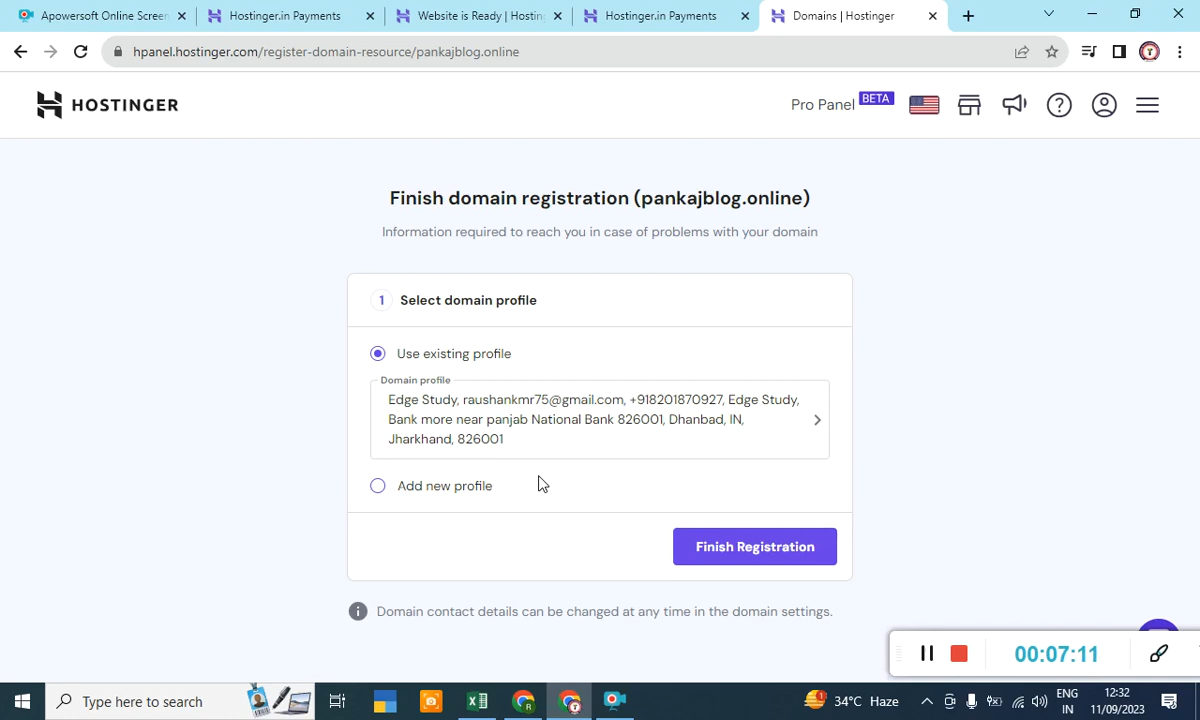 Apowersoft Online Screen
Hostinger.in Payments
Website is Ready | Hosting
Hostinger.in Payments
Domains | Hostinger
hpanel.hostinger.com/register-domain-resource/pankajblog.online
HOSTINGER
Pro Panel BETA
Finish domain registration (pankajblog.online)
Information required to reach you in case of problems with your domain
1 Select domain profile
Use existing profile
Domain profile
Edge Study, raushankmr75@gmail.com, +918201870927, Edge Study,
Bank more near panjab National Bank 826001, Dhanbad, IN,
Jharkhand, 826001
Add new profile
Finish Registration
Domain contact details can be changed at any time in the domain settings.
00:07:11
Type here to search
1
34°C Haze
ENG
IN
12:32
11/09/2023